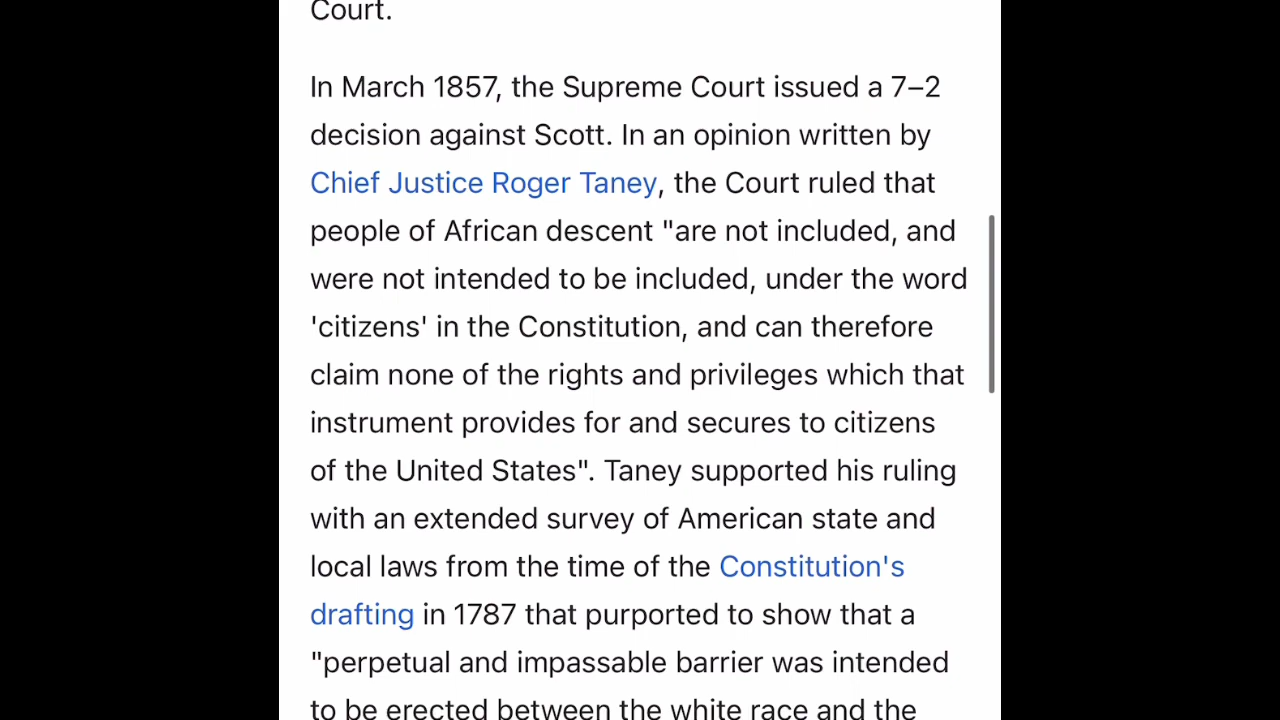 Court.
In March 1857, the Supreme Court issued a 7–2
decision against Scott. In an opinion written by
Chief Justice Roger Taney, the Court ruled that
people of African descent "are not included, and
were not intended to be included, under the word
'citizens' in the Constitution, and can therefore
claim none of the rights and privileges which that
instrument provides for and secures to citizens
of the United States". Taney supported his ruling
with an extended survey of American state and
local laws from the time of the Constitution's
drafting in 1787 that purported to show that a
"perpetual and impassable barrier was intended
to be erected between the white race and the